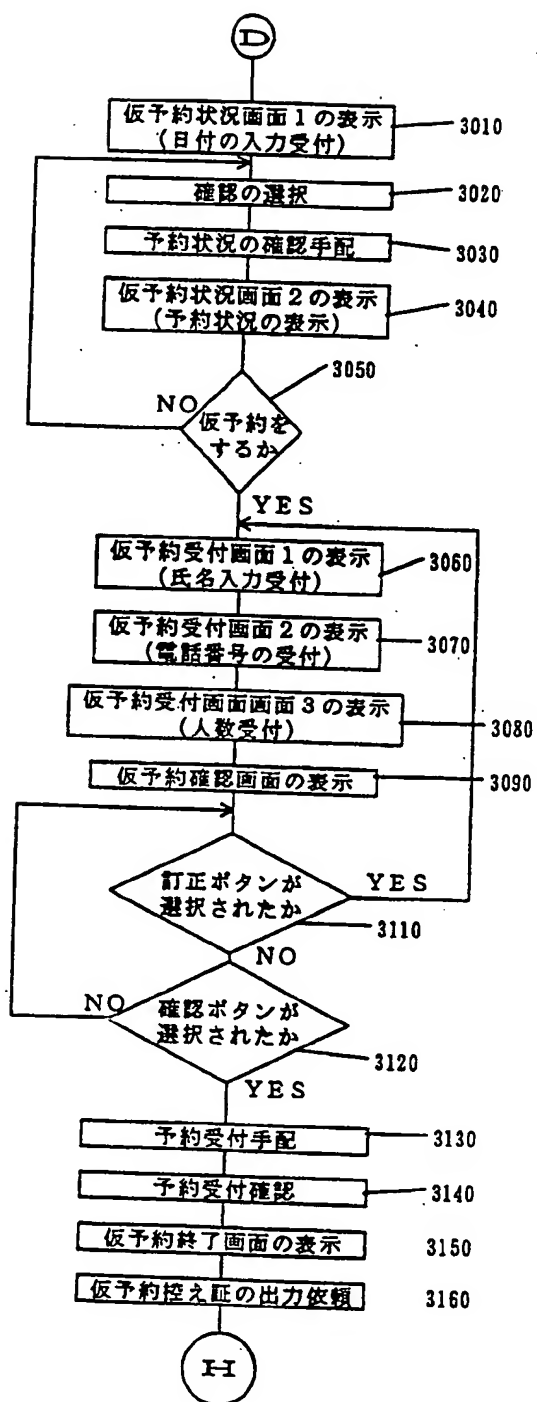 D
仮予約状況画面1の表示
(日付の入力受付)
3010
確認の選択
3020
予約状況の確認手配
3030
仮予約状況画面2の表示
(予約状況の表示)
3040
3050
NO
仮予約を
するか
YES
仮予約受付画面1の表示
(氏名入力受付)
3060
仮予約受付画面2の表示
(電話番号の受付)
3070
仮予約受付画面画面3の表示
(人数受付)
3080
仮予約確認画面の表示
3090
訂正ボタンが
選択されたか
YES
3110
NO
NO
確認ボタンが
選択されたか
3120
YES
予約受付手配
3130
予約受付確認
3140
仮予約終了画面の表示
3150
仮予約控え証の出力依頼
3160
H